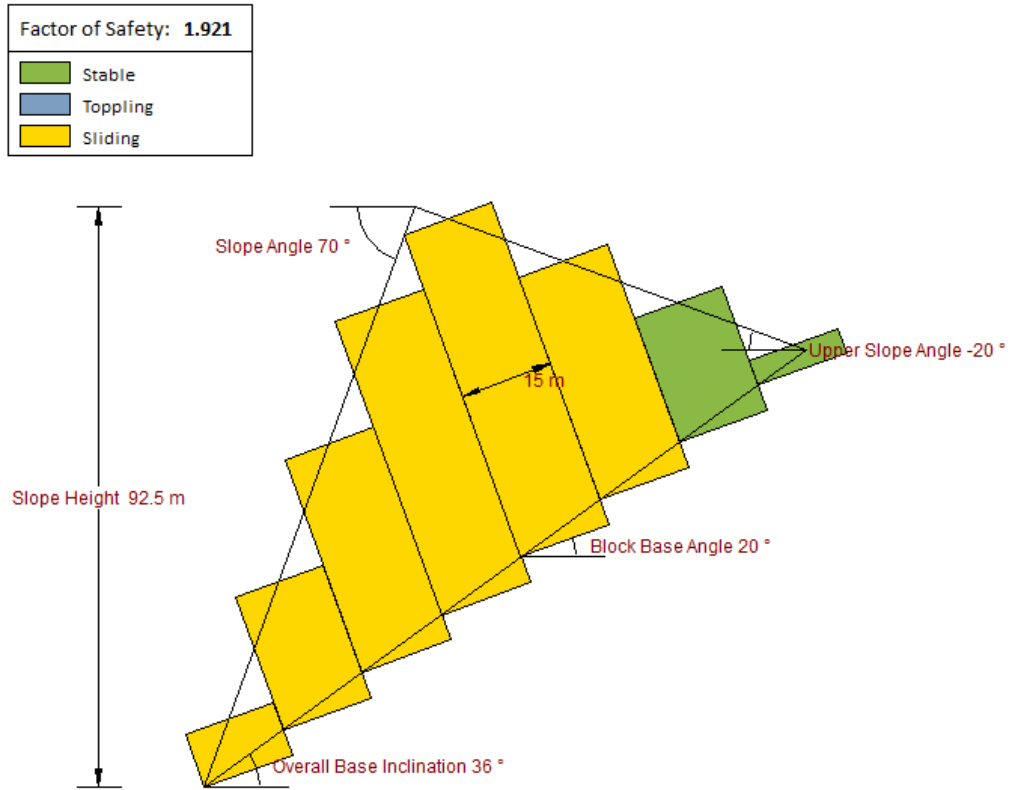 Factor of Safety: 1.921
Stable
Toppling
Sliding
Slope Angle 70 °
Upper Slope Angle -20 °
15 m
Slope Height 92.5 m
Block Base Angle 20 °
Overall Base Inclination 36 °